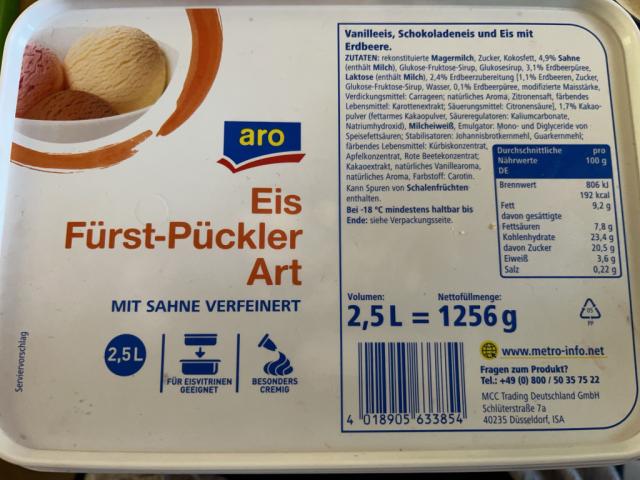 aro
Eis
Fürst-Pückler
Art
MIT SAHNE VERFEINERT
2,5 L
FÜR EISVITRINEN
GEEIGNET
BESONDERS
CREMIG
Serviervorschlag
Vanilleeis, Schokoladeneis und Eis mit
Erdbeere.
ZUTATEN: rekonstituierte Magermilch, Zucker, Kokosfett, 4,9% Sahne
(enthält Milch), Glukose-Fruktose-Sirup, Glukosesirup, 3,1% Erdbeerpüree,
Laktose (enthält Milch), 2,4% Erdbeerzubereitung [1,1% Erdbeeren, Zucker,
Glukose-Fruktose-Sirup, Wasser, 0,1% Erdbeerpüree, modifizierte Maisstärke,
Verdickungsmittel: Carrageen; natürliches Aroma, Zitronensaft, färbendes
Lebensmittel: Karottenextrakt; Säuerungsmittel: Citronensäure], 1,7% Kakao-
pulver (fettarmes Kakaopulver, Säureregulatoren: Kaliumcarbonate,
Natriumhydroxid), Milcheiweiß, Emulgator: Mono- und Diglyceride von
Speisefettsäuren; Stabilisatoren: Johannisbrotkernmehl, Guarkernmehl;
färbendes Lebensmittel: Kürbiskonzentrat,
Apfelkonzentrat, Rote Beetekonzentrat;
Kakaoextrakt, natürliches Vanillearoma,
natürliches Aroma, Farbstoff: Carotin.
Kann Spuren von Schalenfrüchten
enthalten.
Bei -18 °C mindestens haltbar bis
Ende: siehe Verpackungsseite.
Durchschnittliche pro
Nährwerte 100 g
DE
Brennwert 806 kJ
192 kcal
Fett 9,2 g
davon gesättigte
Fettsäuren 7,8 g
Kohlenhydrate 23,4 g
davon Zucker 20,5 g
Eiweiß 3,6 g
Salz 0,22 g
Volumen: Nettofüllmenge:
2,5 L = 1256 g
05
PP
www.metro-info.net
Fragen zum Produkt?
Tel.: +49 (0) 800 / 50 35 75 22
MCC Trading Deutschland GmbH
Schlüterstraße 7a
40235 Düsseldorf, ISA
4 018905 633854